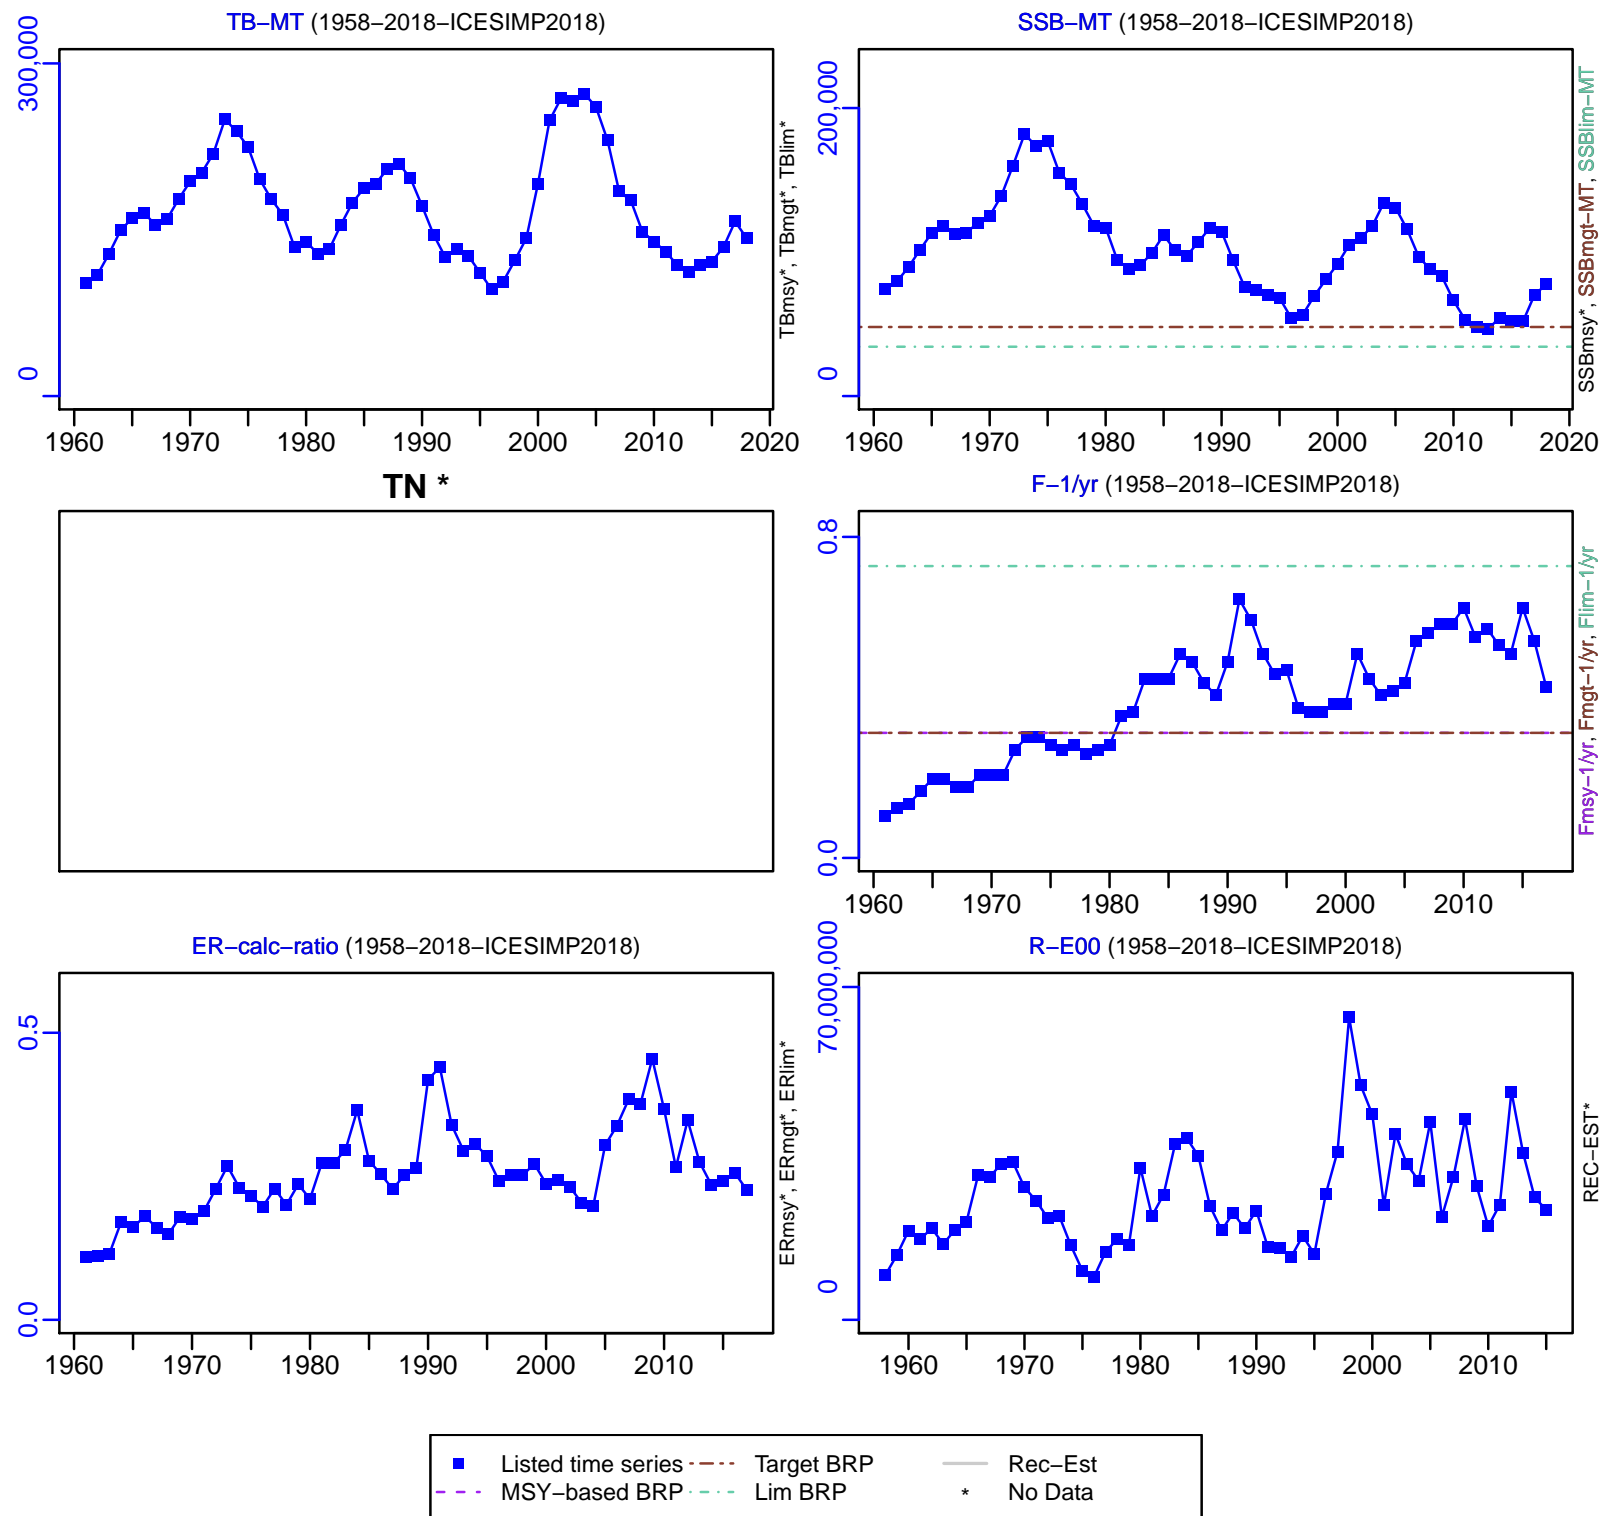 TB−MT (1958−2018−ICESIMP2018)
300,000
0
TBmsy*, TBmgt*, TBlim*
1960 1970 1980 1990 2000 2010 2020
SSB−MT (1958−2018−ICESIMP2018)
200,000
0
SSBmsy*, SSBmgt−MT, SSBlim−MT
1960 1970 1980 1990 2000 2010 2020
TN *
F−1/yr (1958−2018−ICESIMP2018)
0.8
0.0
Fmsy−1/yr, Fmgt−1/yr, Flim−1/yr
1960 1970 1980 1990 2000 2010
ER−calc−ratio (1958−2018−ICESIMP2018)
0.5
0.0
ERmsy*, ERmgt*, ERlim*
1960 1970 1980 1990 2000 2010
R−E00 (1958−2018−ICESIMP2018)
70,000,000
0
REC−EST*
1960 1970 1980 1990 2000 2010
Listed time series Target BRP Rec−Est
MSY−based BRP Lim BRP * No Data